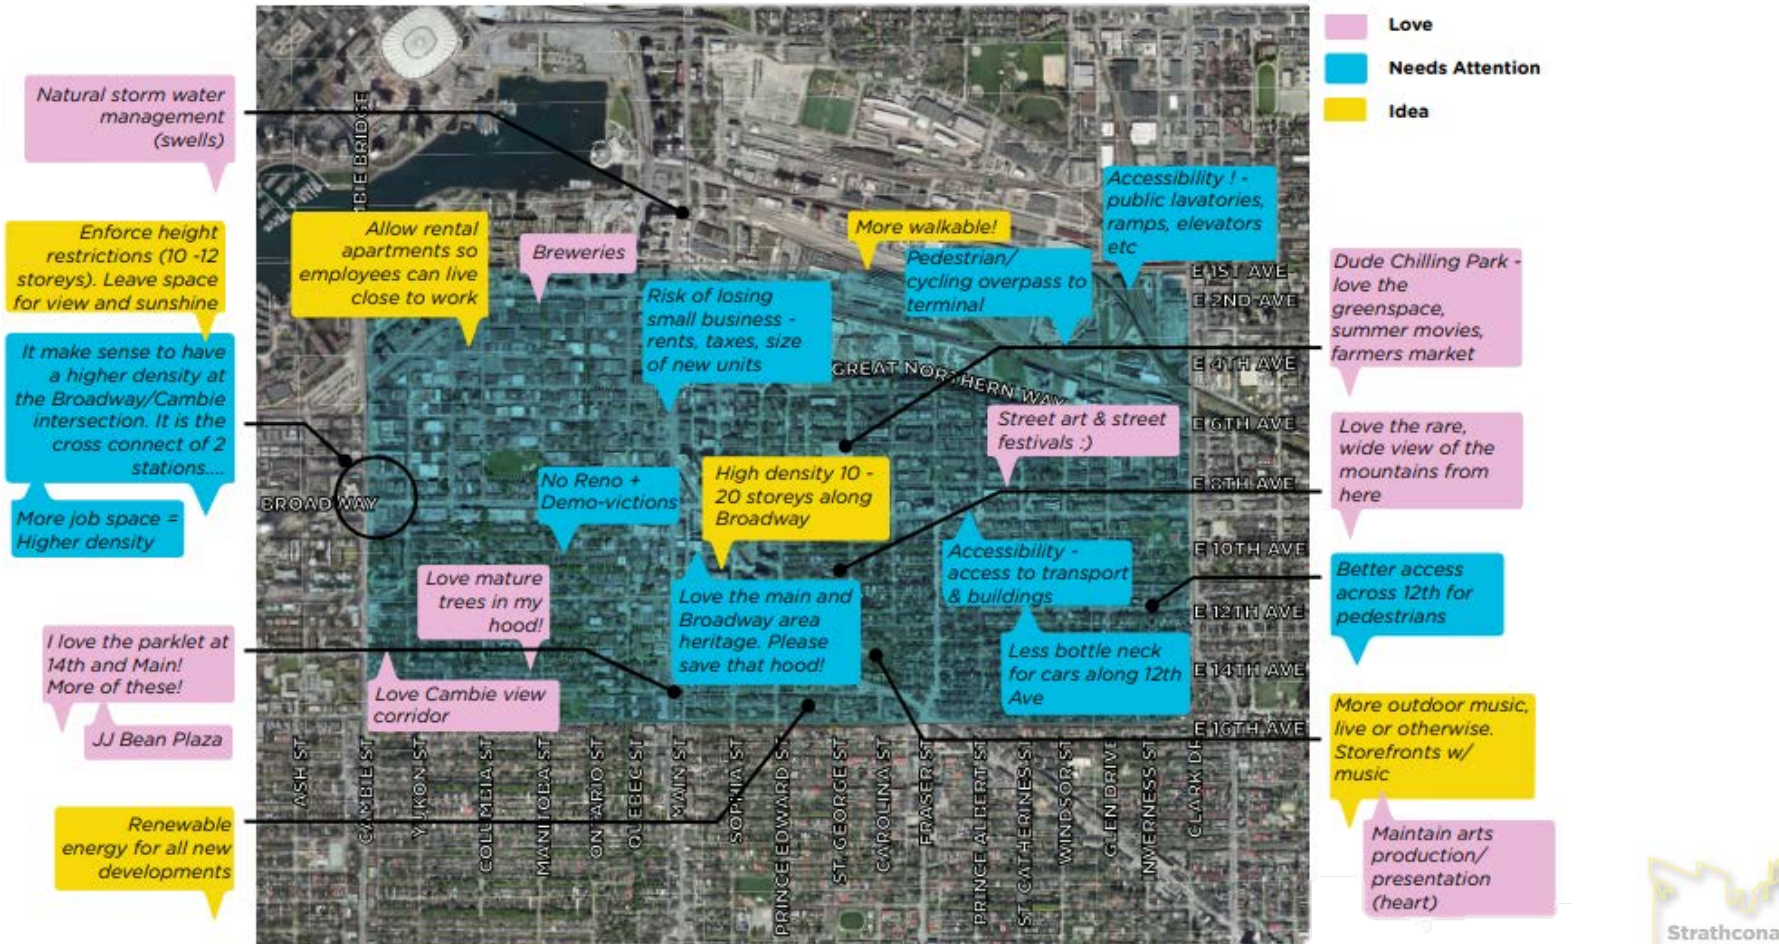 Love
Needs Attention
Idea
Natural storm water
management
(swells)
Enforce height
restrictions (10 -12
storeys). Leave space
for view and sunshine
It make sense to have
a higher density at
the Broadway/Cambie
intersection. It is the
cross connect of 2
stations....
More job space =
Higher density
I love the parklet at
14th and Main!
More of these!
JJ Bean Plaza
Renewable
energy for all new
developments
Allow rental
apartments so
employees can live
close to work
Breweries
Risk of losing
small business -
rents, taxes, size
of new units
More walkable!
Pedestrian/
cycling overpass to
terminal
Accessibility ! -
public lavatories,
ramps, elevators
etc
No Reno +
Demo-victions
High density 10 -
20 storeys along
Broadway
Street art & street
festivals :)
Love mature
trees in my
hood!
Love Cambie view
corridor
Love the main and
Broadway area
heritage. Please
save that hood!
Accessibility -
access to transport
& buildings
Less bottle neck
for cars along 12th
Ave
Dude Chilling Park -
love the
greenspace,
summer movies,
farmers market
Love the rare,
wide view of the
mountains from
here
Better access
across 12th for
pedestrians
More outdoor music,
live or otherwise.
Storefronts w/
music
Maintain arts
production/
presentation
(heart)
BROADWAY
GREAT NORTHERN WAY
E 1ST AVE
E 2ND AVE
E 4TH AVE
E 6TH AVE
E 8TH AVE
E 10TH AVE
E 12TH AVE
E 14TH AVE
E 16TH AVE
BIE BRIDGE
ASH ST
CAMBIE ST
YUKON ST
COLUMBIA ST
MANITOBA ST
ONTARIO ST
QUEBEC ST
MAIN ST
SOPHIA ST
PRINCE EDWARD ST
ST. GEORGE ST
CAROLINA ST
FRASER ST
PRINCE ALBERT ST
ST CATHERINES ST
WINDSOR ST
GLEN DRIVE
INVERNESS ST
CLARK DR
Strathcona